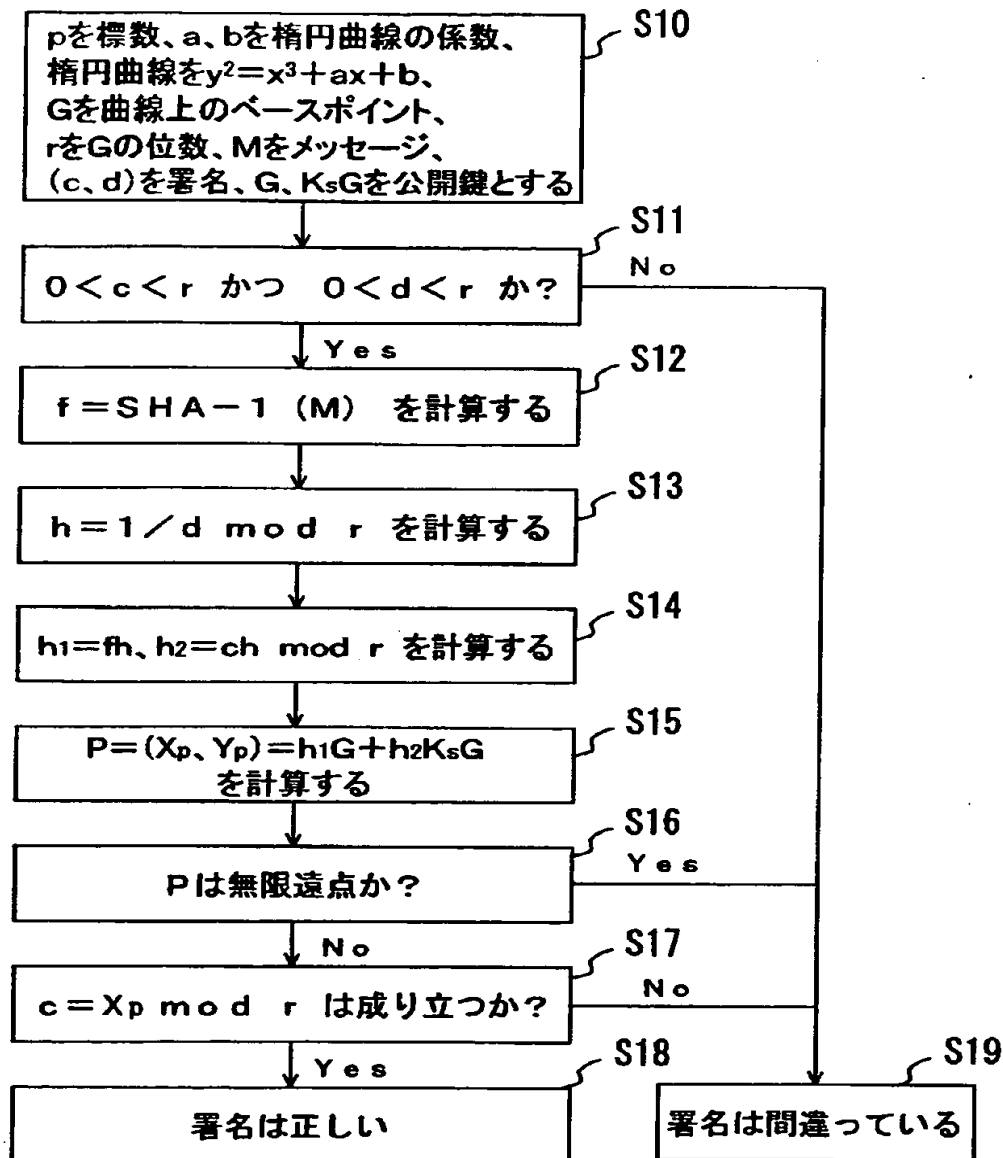 S10
pを標数、a、bを楕円曲線の係数、
楕円曲線をy²=x³+ax+b、
Gを曲線上のベースポイント、
rをGの位数、Mをメッセージ、
(c、d)を署名、G、KsGを公開鍵とする
S11
0<c<r かつ 0<d<r か?
No
Yes
S12
f=SHA-1(M) を計算する
S13
h=1/d mod r を計算する
S14
h1=fh、h2=ch mod r を計算する
S15
P=(Xp、Yp)=h1G+h2KsG
を計算する
S16
Pは無限遠点か?
Yes
No
S17
c=Xp mod r は成り立つか?
No
Yes
S18
署名は正しい
S19
署名は間違っている